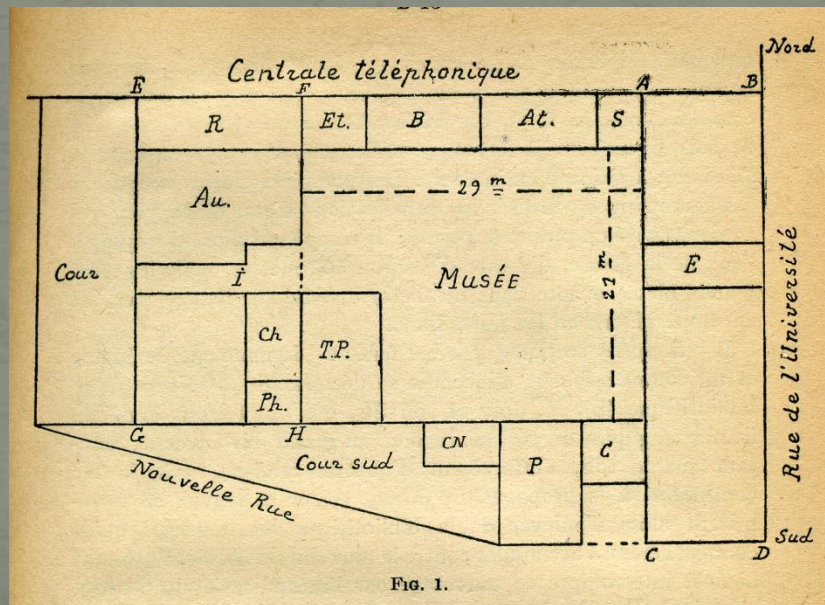 Nord
Centrale téléphonique
E
F
A
B
R
Et.
B
At.
S
29 m
Au.
Cour
I
MUSÉE
27 m
E
Rue de l'Université
Ch
T.P.
Ph.
G
H
Cour sud
CN
P
C
Nouvelle Rue
C
D
Sud
FIG. 1.